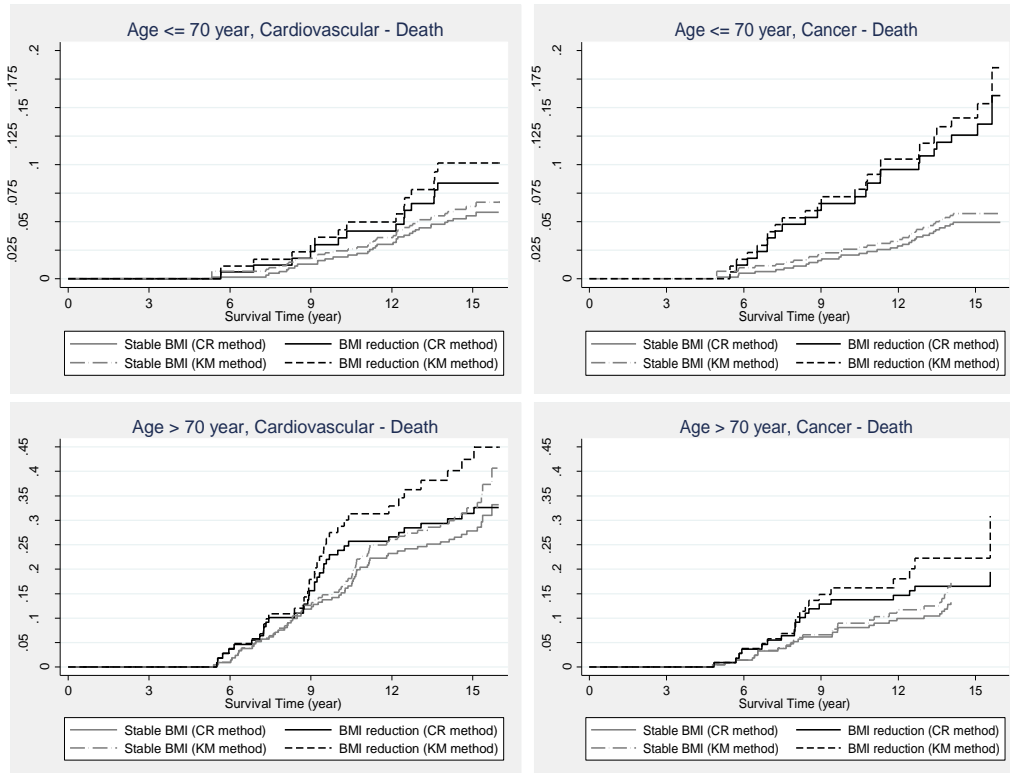 Age <= 70 year, Cardiovascular - Death
.2
.175
.15
.125
.1
.075
.05
.025
0
0 3 6 9 12 15
Survival Time (year)
Stable BMI (CR method) BMI reduction (CR method)
Stable BMI (KM method) BMI reduction (KM method)
Age <= 70 year, Cancer - Death
.2
.175
.15
.125
.1
.075
.05
.025
0
0 3 6 9 12 15
Survival Time (year)
Stable BMI (CR method) BMI reduction (CR method)
Stable BMI (KM method) BMI reduction (KM method)
Age > 70 year, Cardiovascular - Death
.45
.4
.35
.3
.25
.2
.15
.1
.05
0
0 3 6 9 12 15
Survival Time (year)
Stable BMI (CR method) BMI reduction (CR method)
Stable BMI (KM method) BMI reduction (KM method)
Age > 70 year, Cancer - Death
.45
.4
.35
.3
.25
.2
.15
.1
.05
0
0 3 6 9 12 15
Survival Time (year)
Stable BMI (CR method) BMI reduction (CR method)
Stable BMI (KM method) BMI reduction (KM method)